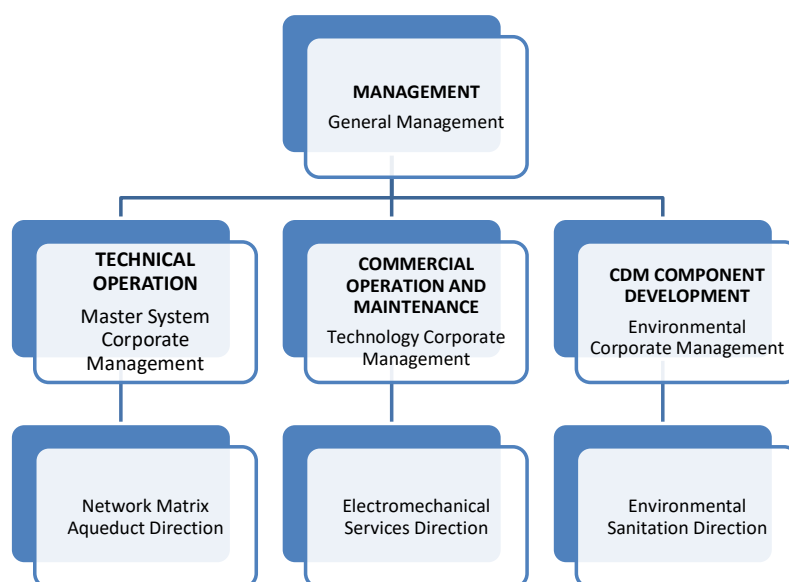 MANAGEMENT
General Management
TECHNICAL
OPERATION
Master System
Corporate
Management
COMMERCIAL
OPERATION AND
MAINTENANCE
Technology Corporate
Management
CDM COMPONENT
DEVELOPMENT
Environmental
Corporate Management
Network Matrix
Aqueduct Direction
Electromechanical
Services Direction
Environmental
Sanitation Direction